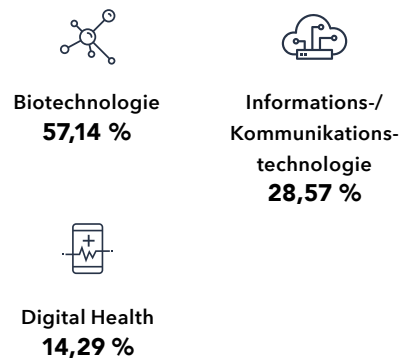 Biotechnologie
57,14 %
Informations-/
Kommunikations-
technologie
28,57 %
Digital Health
14,29 %